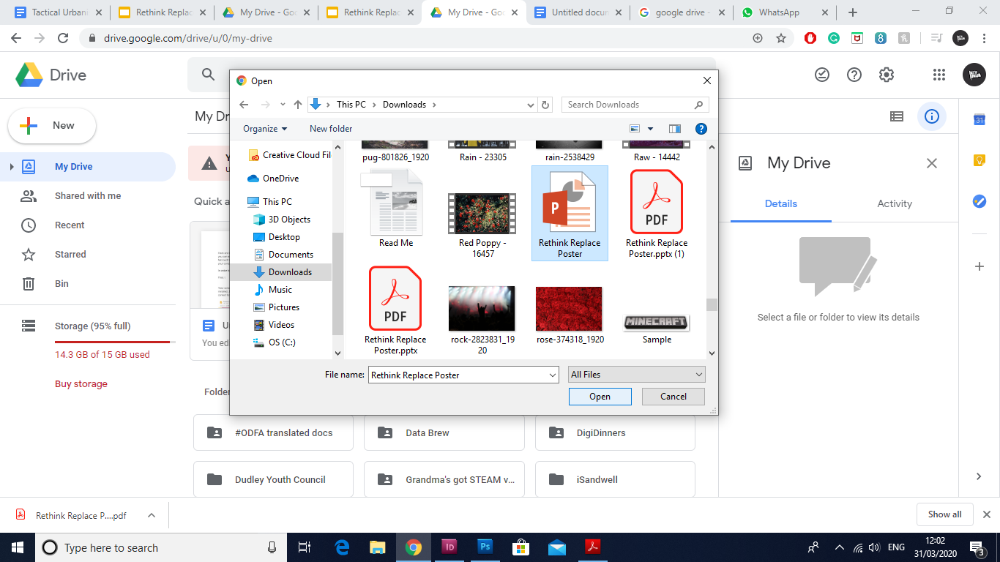 Tactical Urbani
Rethink Replac
My Drive - Goo
Rethink Replac
My Drive - Goo
Untitled docum
google drive -
WhatsApp
drive.google.com/drive/u/0/my-drive
Drive
New
My Drive
Shared with me
Recent
Starred
Bin
Storage (95% full)
14.3 GB of 15 GB used
Buy storage
My Dr
Quick a
You edi
Folder
#ODFA translated docs
Data Brew
DigiDinners
Dudley Youth Council
Grandma's got STEAM v...
iSandwell
Open
This PC
Downloads
Search Downloads
Organize
New folder
Creative Cloud Fil
OneDrive
This PC
3D Objects
Desktop
Documents
Downloads
Music
Pictures
Videos
OS (C:)
pug-801826_1920
Rain - 23305
rain-2538429
Raw - 14442
Read Me
Red Poppy -
16457
P
Rethink Replace
Poster
PDF
Rethink Replace
Poster.pptx (1)
PDF
Rethink Replace
Poster.pptx
rock-2823831_19
20
rose-374318_1920
MINECRAFT
Sample
File name:
Rethink Replace Poster
All Files
Open
Cancel
My Drive
Details
Activity
Select a file or folder to view its details
31
Rethink Replace P....pdf
Show all
Type here to search
Id
Ps
ENG
12:02
31/03/2020
3